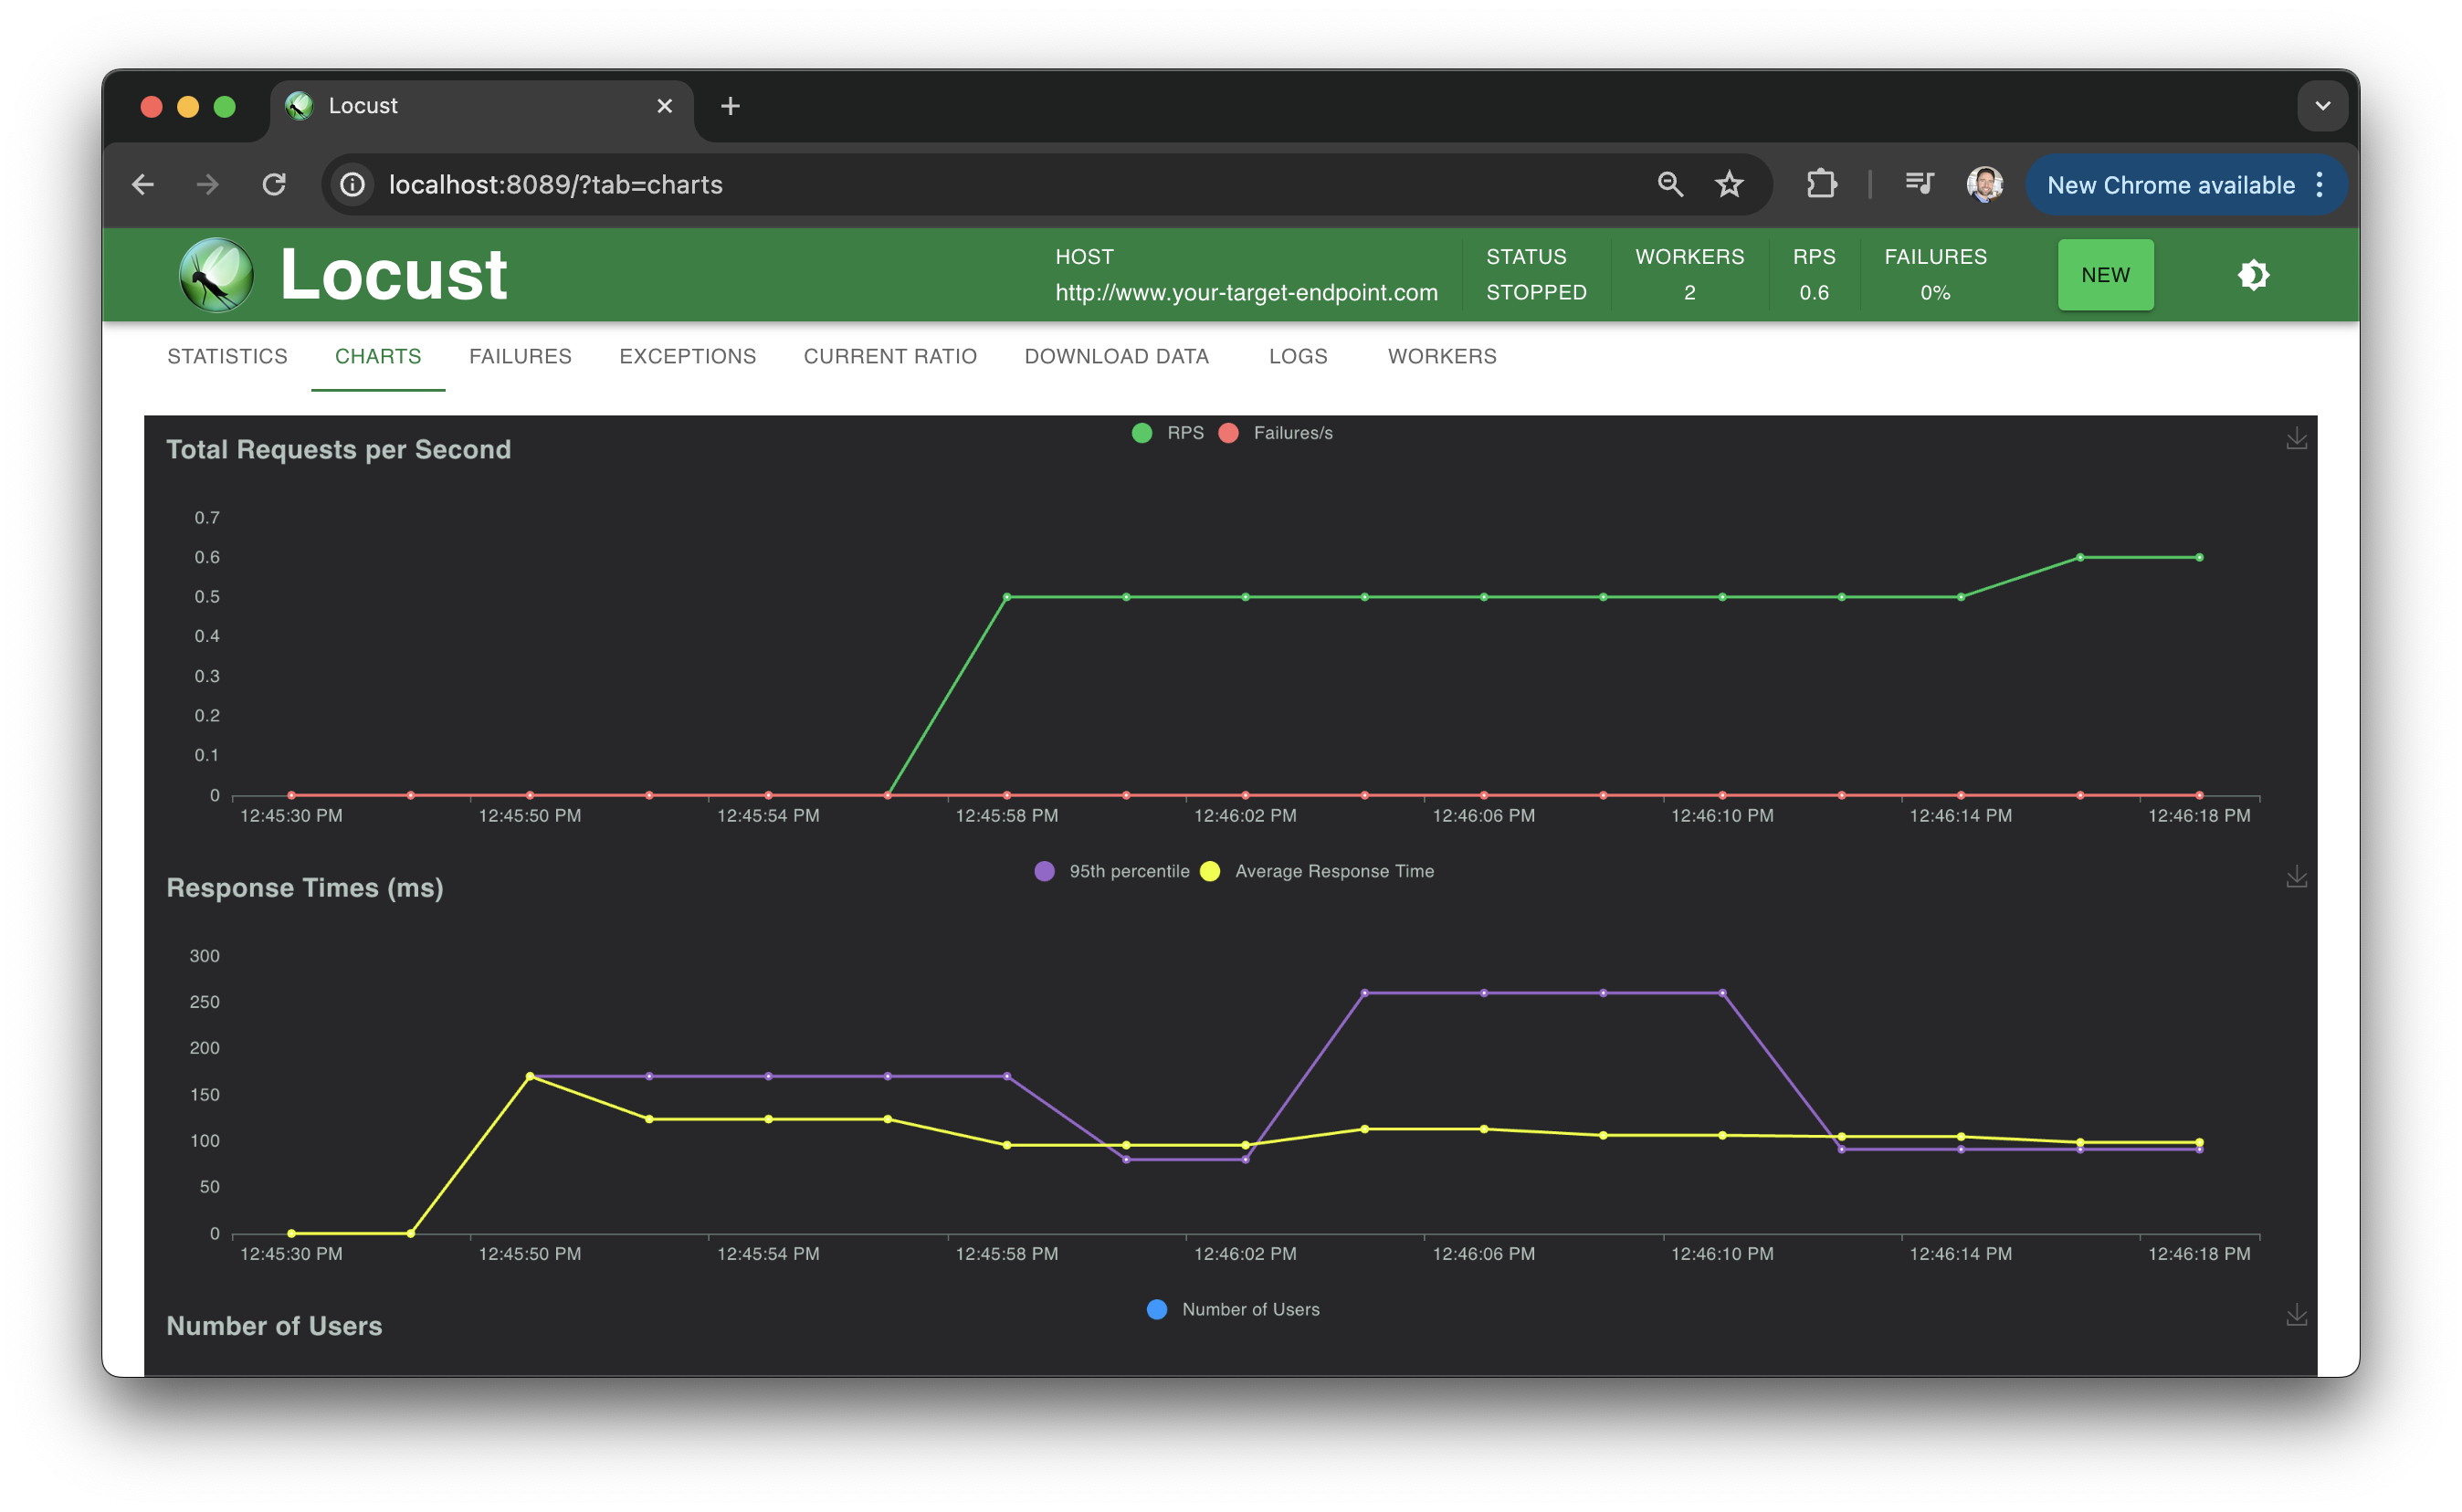 Locust
localhost:8089/?tab=charts
New Chrome available
Locust
HOST
http://www.your-target-endpoint.com
STATUS
STOPPED
WORKERS
2
RPS
0.6
FAILURES
0%
NEW
STATISTICS CHARTS FAILURES EXCEPTIONS CURRENT RATIO DOWNLOAD DATA LOGS WORKERS
RPS Failures/s
Total Requests per Second
0.7
0.6
0.5
0.4
0.3
0.2
0.1
0
12:45:30 PM 12:45:50 PM 12:45:54 PM 12:45:58 PM 12:46:02 PM 12:46:06 PM 12:46:10 PM 12:46:14 PM 12:46:18 PM
95th percentile Average Response Time
Response Times (ms)
300
250
200
150
100
50
0
12:45:30 PM 12:45:50 PM 12:45:54 PM 12:45:58 PM 12:46:02 PM 12:46:06 PM 12:46:10 PM 12:46:14 PM 12:46:18 PM
Number of Users
Number of Users